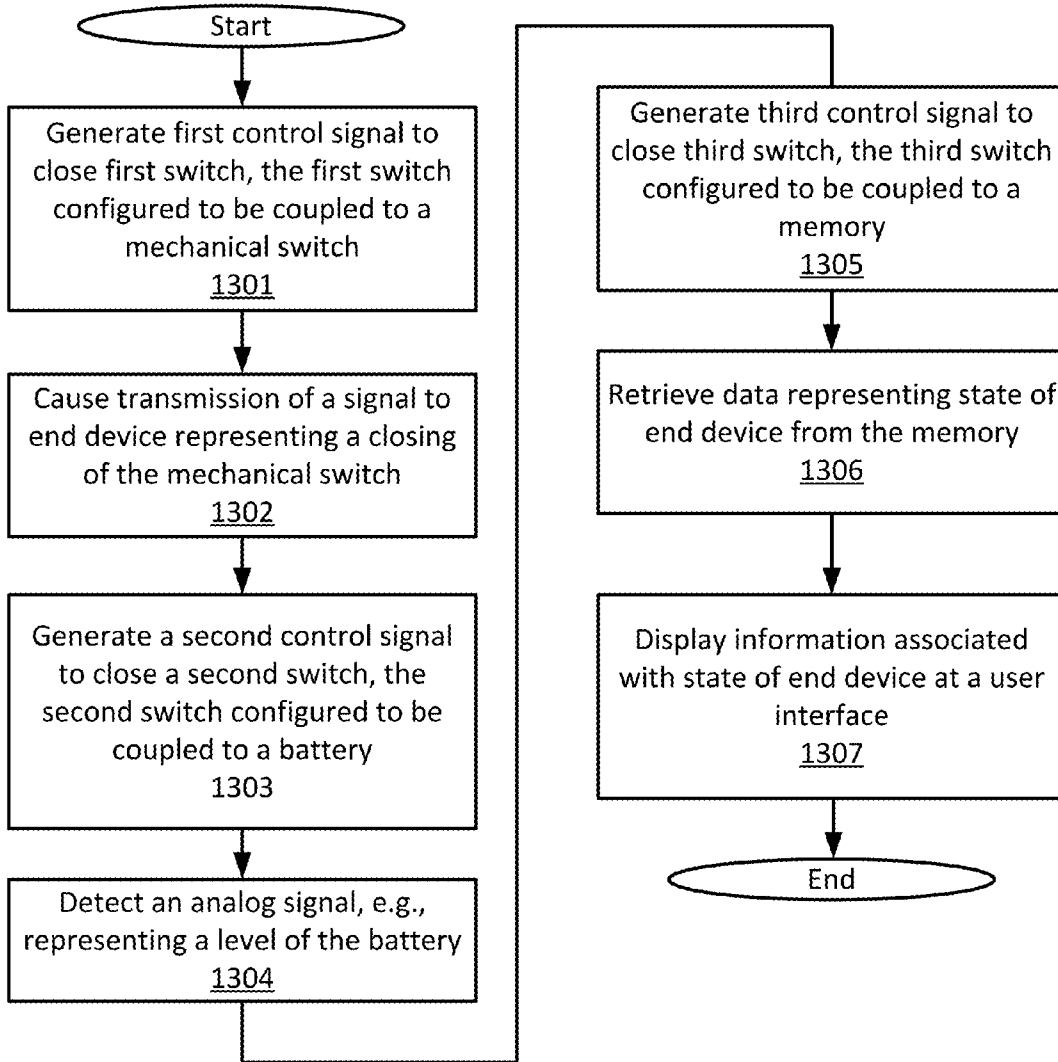 Start
Generate first control signal to
close first switch, the first switch
configured to be coupled to a
mechanical switch
1301
Cause transmission of a signal to
end device representing a closing
of the mechanical switch
1302
Generate a second control signal
to close a second switch, the
second switch configured to be
coupled to a battery
1303
Detect an analog signal, e.g.,
representing a level of the battery
1304
Generate third control signal to
close third switch, the third switch
configured to be coupled to a
memory
1305
Retrieve data representing state of
end device from the memory
1306
Display information associated
with state of end device at a user
interface
1307
End